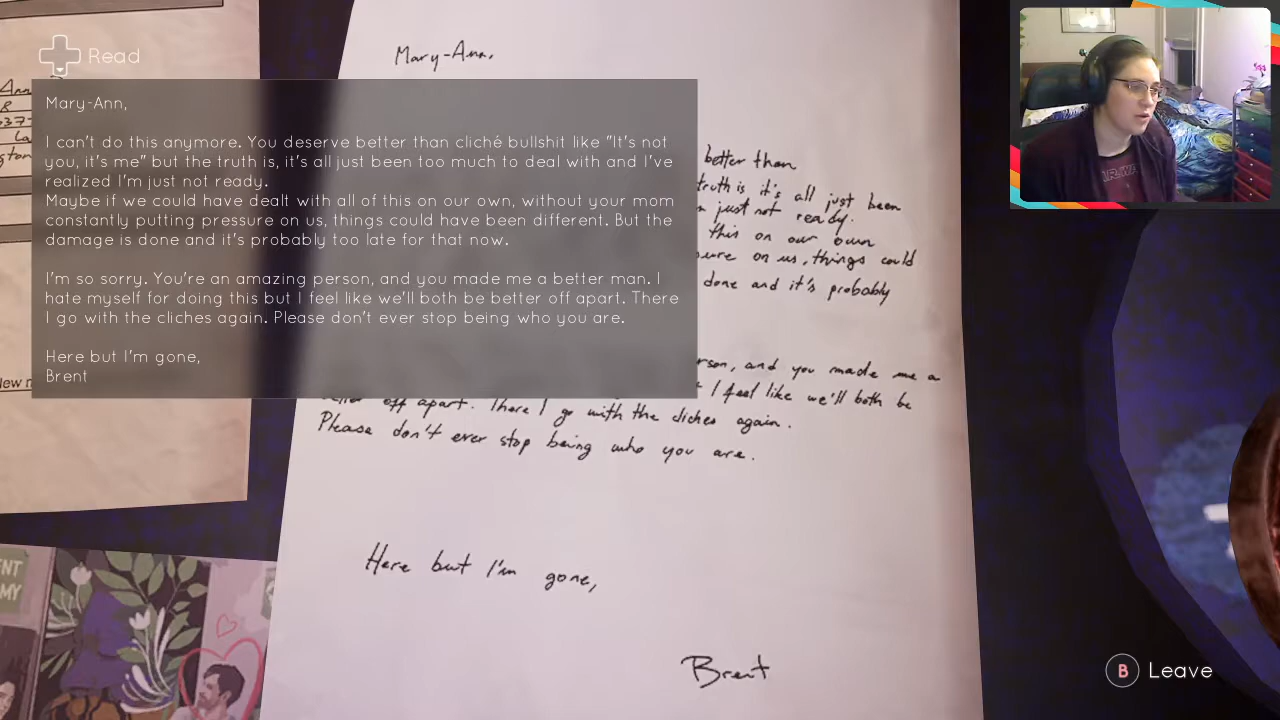 Read
Mary-Ann,
Mary-Ann,
I can't do this anymore. You deserve better than cliché bullshit like "It's not
you, it's me" but the truth is, it's all just been too much to deal with and I've
realized I'm just not ready.
Maybe if we could have dealt with all of this on our own, without your mom
constantly putting pressure on us, things could have been different. But the
damage is done and it's probably too late for that now.
I'm so sorry. You're an amazing person, and you made me a better man. I
hate myself for doing this but I feel like we'll both be better off apart. There
I go with the cliches again. Please don't ever stop being who you are.
Here but I'm gone,
Brent
better than
truth is it's all just been
just not ready.
this on our own
on us, things could
done and it's probably
and you made me a
I feel like we'll both be
off apart. There I go with the cliches again.
Please don't ever stop being who you are.
Here but I'm gone,
Brent
Leave